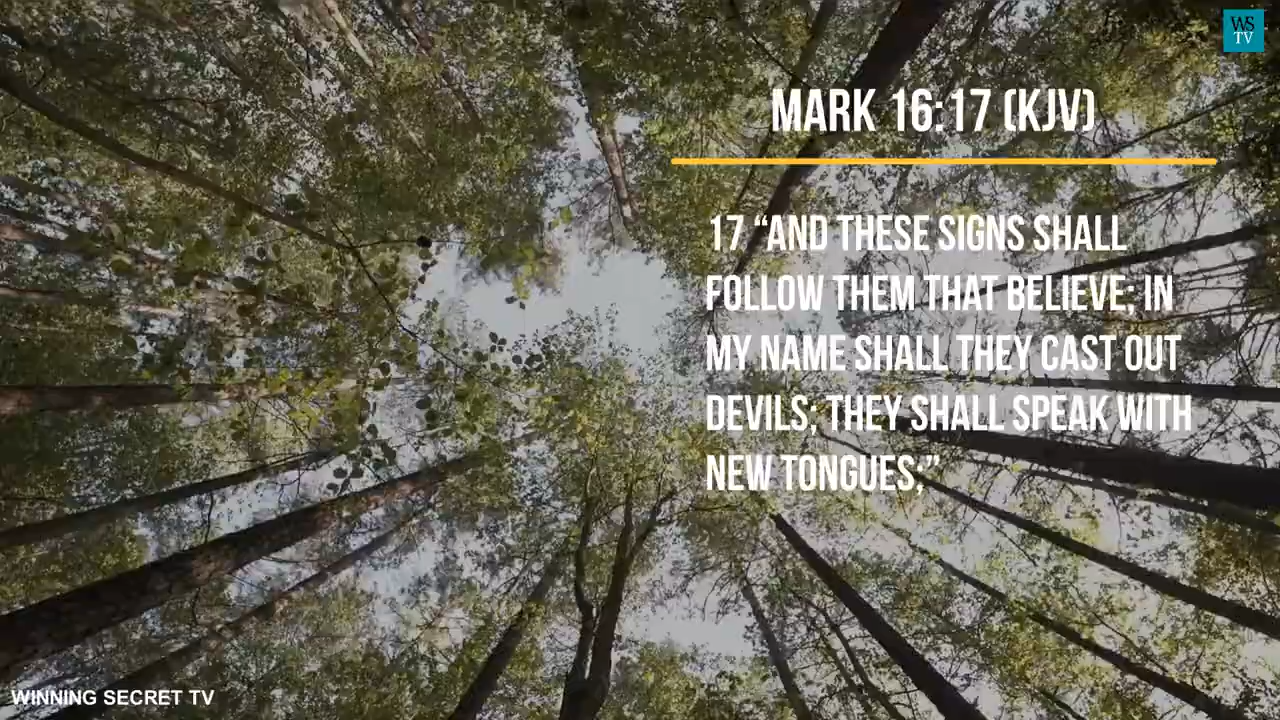 WS
TV
MARK 16:17 (KJV)
17 “AND THESE SIGNS SHALL
FOLLOW THEM THAT BELIEVE; IN
MY NAME SHALL THEY CAST OUT
DEVILS; THEY SHALL SPEAK WITH
NEW TONGUES;”
WINNING SECRET TV